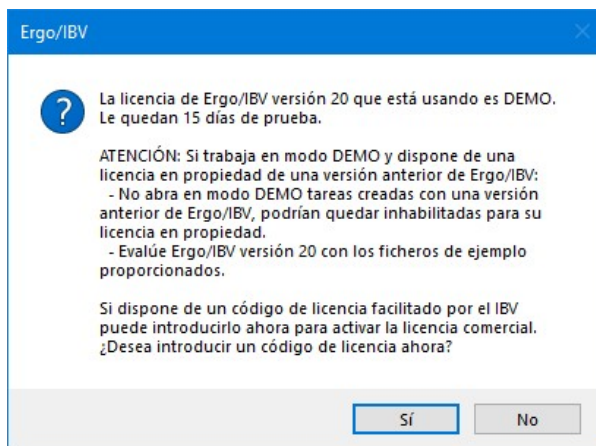 Ergo/IBV
La licencia de Ergo/IBV versión 20 que está usando es DEMO.
Le quedan 15 días de prueba.
ATENCIÓN: Si trabaja en modo DEMO y dispone de una
licencia en propiedad de una versión anterior de Ergo/IBV:
- No abra en modo DEMO tareas creadas con una versión
anterior de Ergo/IBV, podrían quedar inhabilitadas para su
licencia en propiedad.
- Evalúe Ergo/IBV versión 20 con los ficheros de ejemplo
proporcionados.
Si dispone de un código de licencia facilitado por el IBV
puede introducirlo ahora para activar la licencia comercial.
¿Desea introducir un código de licencia ahora?
Sí No